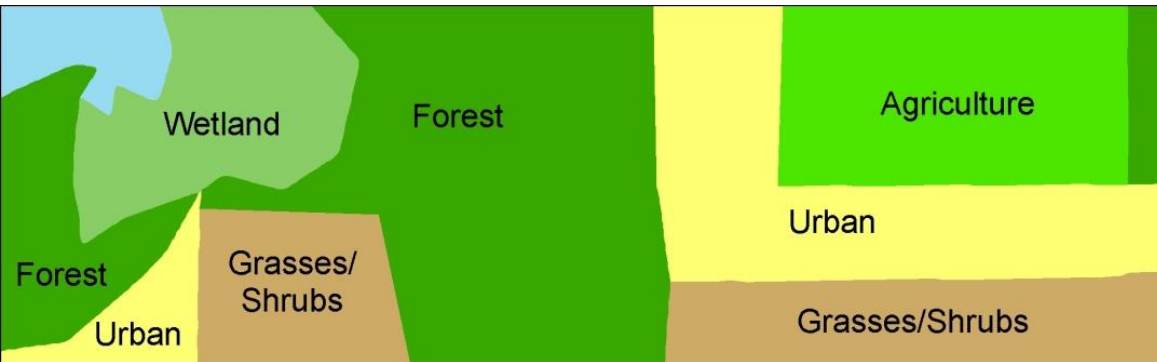 Agriculture
Forest
Wetland
Urban
Grasses/
Shrubs
Forest
Grasses/Shrubs
Urban